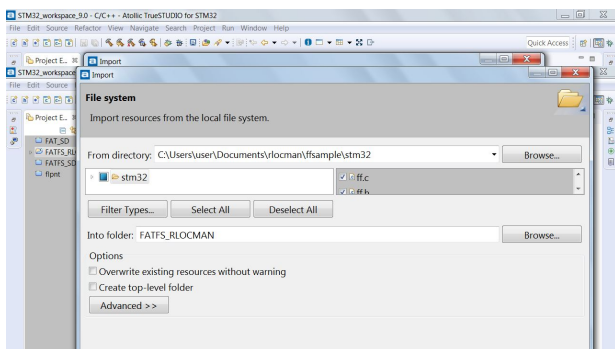 STM32_workspace_9.0 - C/C++ - Atollic TrueSTUDIO for STM32
File Edit Source Refactor View Navigate Search Project Run Window Help
Quick Access
Project E...
Import
STM32_workspace
Import
File Edit Source
File system
Import resources from the local file system.
Project E...
FAT_SD
FATFS_RL
FATFS_SD
flpnt
From directory: C:\Users\user\Documents\rlocman\ffsample\stm32
Browse...
stm32
ff.c
ff.h
Filter Types...
Select All
Deselect All
Into folder: FATFS_RLOCMAN
Browse...
Options
Overwrite existing resources without warning
Create top-level folder
Advanced >>